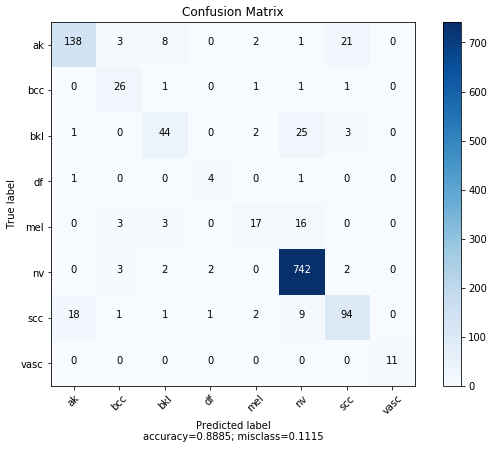 Confusion Matrix
ak 138 3 8 0 2 1 21 0
bcc 0 26 1 0 1 1 1 0
bkl 1 0 44 0 2 25 3 0
df 1 0 0 4 0 1 0 0
mel 0 3 3 0 17 16 0 0
nv 0 3 2 2 0 742 2 0
scc 18 1 1 1 2 9 94 0
vasc 0 0 0 0 0 0 0 11
True label
ak bcc bkl df mel nv scc vasc
Predicted label
accuracy=0.8885; misclass=0.1115
700
600
500
400
300
200
100
0